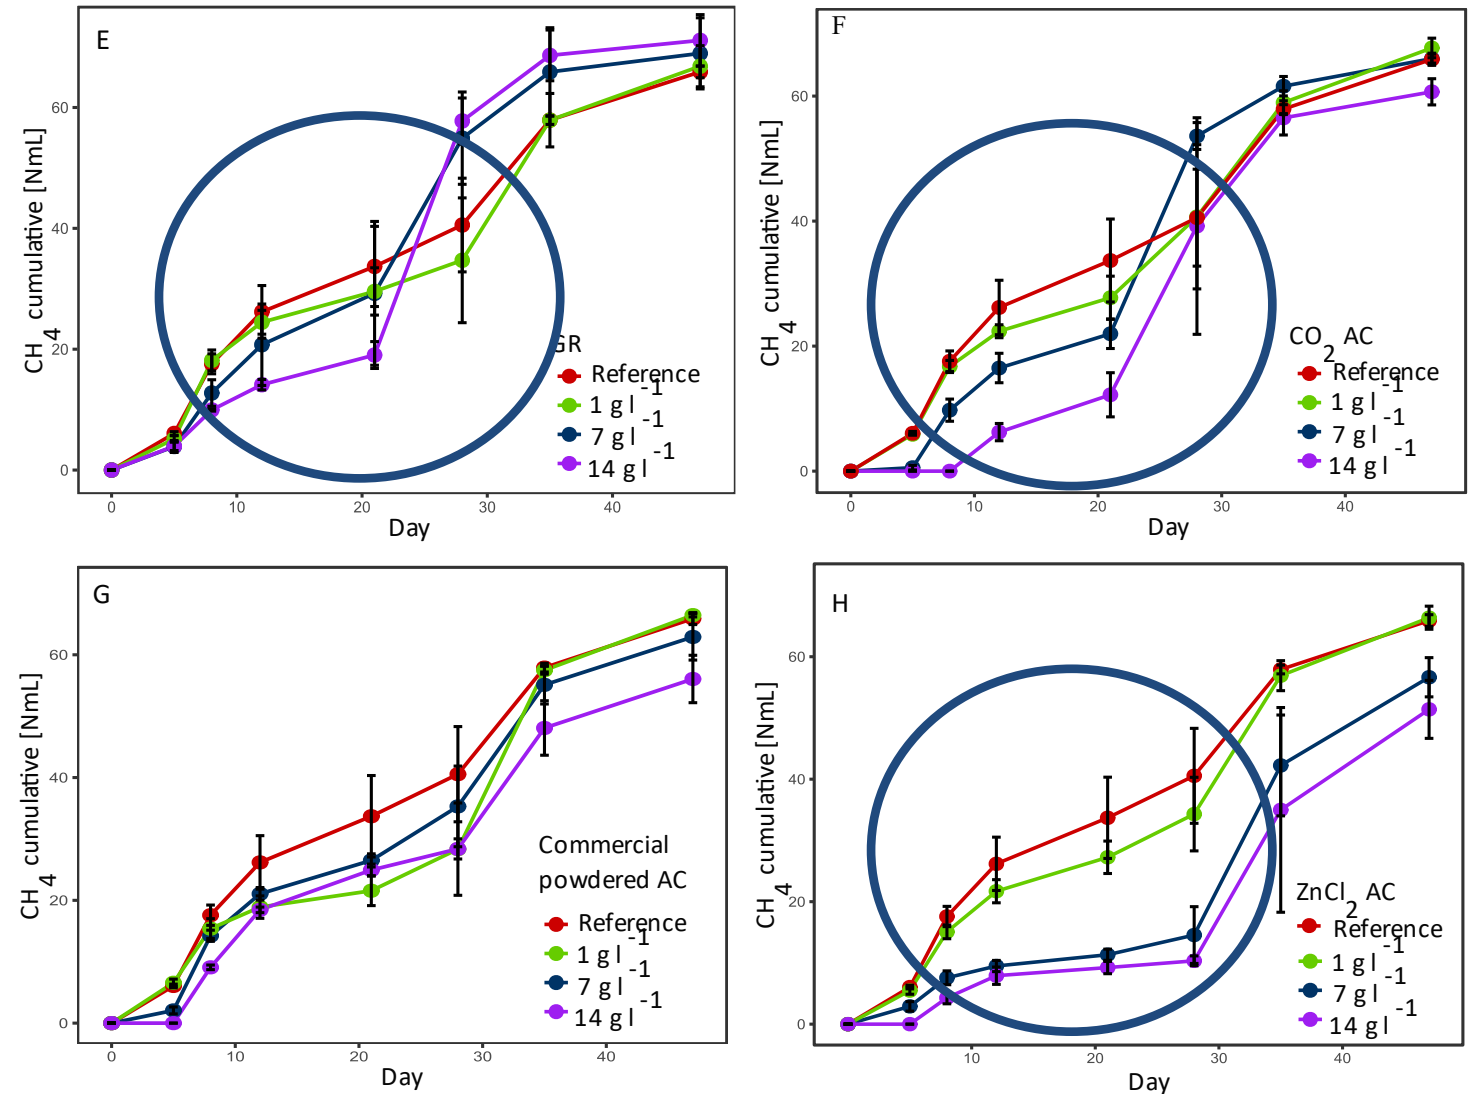 E
CH4 cumulative [NmL]
60
40
20
0
GR
Reference
1 g l-1
7 g l-1
14 g l-1
0 10 20 30 40
Day
F
CH4 cumulative [NmL]
60
40
20
0
CO2 AC
Reference
1 g l-1
7 g l-1
14 g l-1
0 10 20 30 40
Day
G
CH4 cumulative [NmL]
60
40
20
0
Commercial
powdered AC
Reference
1 g l-1
7 g l-1
14 g l-1
0 10 20 30 40
Day
H
CH4 cumulative [NmL]
60
40
20
0
ZnCl2 AC
Reference
1 g l-1
7 g l-1
14 g l-1
10 20 30 40
Day